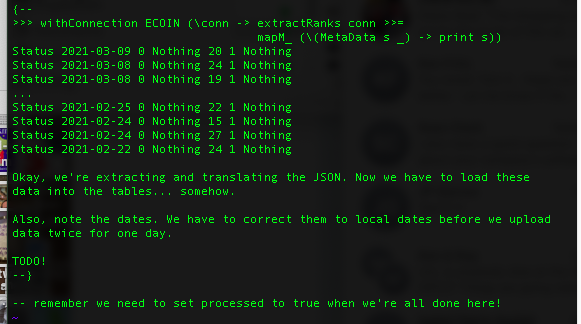 {--
>>> withConnection ECOIN (\conn -> extractRanks conn >>=
                                   mapM_ (\(MetaData s _) -> print s))
Status 2021-03-09 0 Nothing 20 1 Nothing
Status 2021-03-08 0 Nothing 24 1 Nothing
Status 2021-03-08 0 Nothing 19 1 Nothing
...
Status 2021-02-25 0 Nothing 22 1 Nothing
Status 2021-02-24 0 Nothing 15 1 Nothing
Status 2021-02-24 0 Nothing 27 1 Nothing
Status 2021-02-22 0 Nothing 24 1 Nothing

Okay, we're extracting and translating the JSON. Now we have to load these
data into the tables... somehow.

Also, note the dates. We have to correct them to local dates before we upload
data twice for one day.

TODO!
--}

-- remember we need to set processed to true when we're all done here!
~